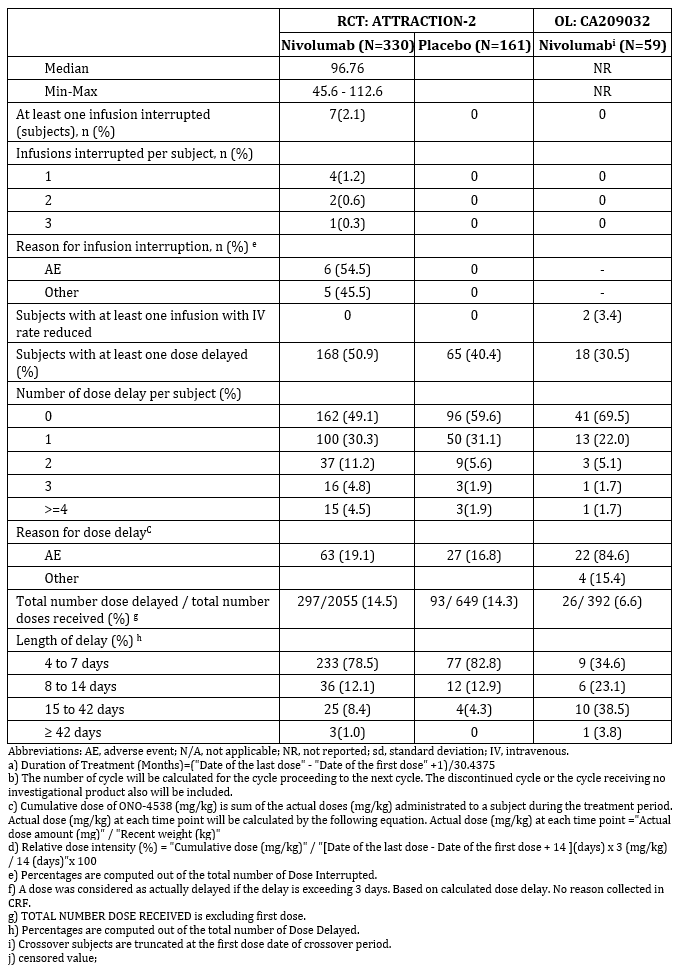 RCT: ATTRACTION-2 OL: CA209032
Nivolumab (N=330) Placebo (N=161) Nivolumabⁱ (N=59)
Median 96.76 NR
Min-Max 45.6 - 112.6 NR
At least one infusion interrupted
(subjects), n (%) 7(2.1) 0 0
Infusions interrupted per subject, n (%)
1 4(1.2) 0 0
2 2(0.6) 0 0
3 1(0.3) 0 0
Reason for infusion interruption, n (%) ᵉ
AE 6 (54.5) 0 -
Other 5 (45.5) 0 -
Subjects with at least one infusion with IV
rate reduced 0 0 2 (3.4)
Subjects with at least one dose delayed
(%) 168 (50.9) 65 (40.4) 18 (30.5)
Number of dose delay per subject (%)
0 162 (49.1) 96 (59.6) 41 (69.5)
1 100 (30.3) 50 (31.1) 13 (22.0)
2 37 (11.2) 9(5.6) 3 (5.1)
3 16 (4.8) 3(1.9) 1 (1.7)
>=4 15 (4.5) 3(1.9) 1 (1.7)
Reason for dose delayᶜ
AE 63 (19.1) 27 (16.8) 22 (84.6)
Other 4 (15.4)
Total number dose delayed / total number
doses received (%) ᵍ 297/2055 (14.5) 93/ 649 (14.3) 26/ 392 (6.6)
Length of delay (%) ʰ
4 to 7 days 233 (78.5) 77 (82.8) 9 (34.6)
8 to 14 days 36 (12.1) 12 (12.9) 6 (23.1)
15 to 42 days 25 (8.4) 4(4.3) 10 (38.5)
≥ 42 days 3(1.0) 0 1 (3.8)
Abbreviations: AE, adverse event; N/A, not applicable; NR, not reported; sd, standard deviation; IV, intravenous.
a) Duration of Treatment (Months)=("Date of the last dose" - "Date of the first dose" +1)/30.4375
b) The number of cycle will be calculated for the cycle proceeding to the next cycle. The discontinued cycle or the cycle receiving no
investigational product also will be included.
c) Cumulative dose of ONO-4538 (mg/kg) is sum of the actual doses (mg/kg) administrated to a subject during the treatment period.
Actual dose (mg/kg) at each time point will be calculated by the following equation. Actual dose (mg/kg) at each time point ="Actual
dose amount (mg)" / "Recent weight (kg)"
d) Relative dose intensity (%) = "Cumulative dose (mg/kg)" / "[Date of the last dose - Date of the first dose + 14 ](days) x 3 (mg/kg)
/ 14 (days)"x 100
e) Percentages are computed out of the total number of Dose Interrupted.
f) A dose was considered as actually delayed if the delay is exceeding 3 days. Based on calculated dose delay. No reason collected in
CRF.
g) TOTAL NUMBER DOSE RECEIVED is excluding first dose.
h) Percentages are computed out of the total number of Dose Delayed.
i) Crossover subjects are truncated at the first dose date of crossover period.
j) censored value;